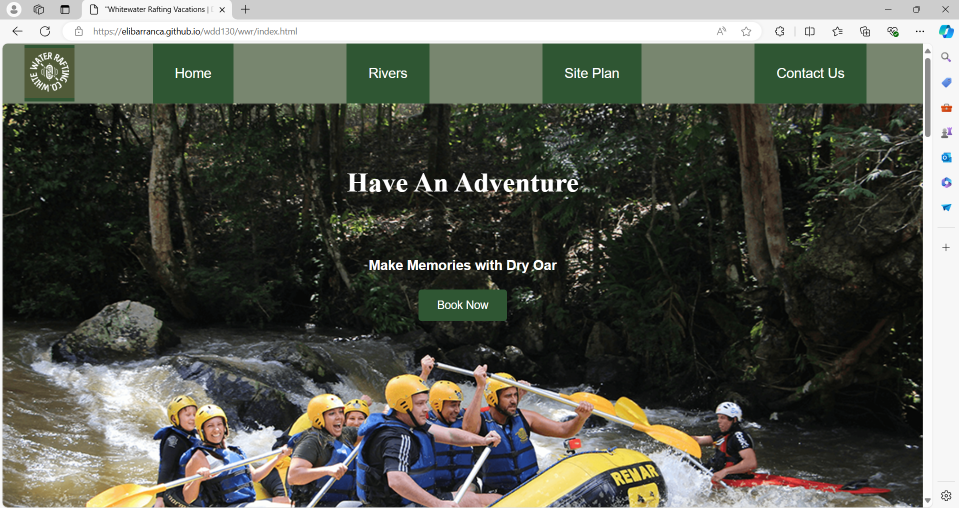 "Whitewater Rafting Vacations |
https://elibarranca.github.io/wdd130/wwr/index.html
WHITE WATER RAFTING CO.
Home
Rivers
Site Plan
Contact Us
Have An Adventure
Make Memories with Dry Oar
Book Now
REMAR